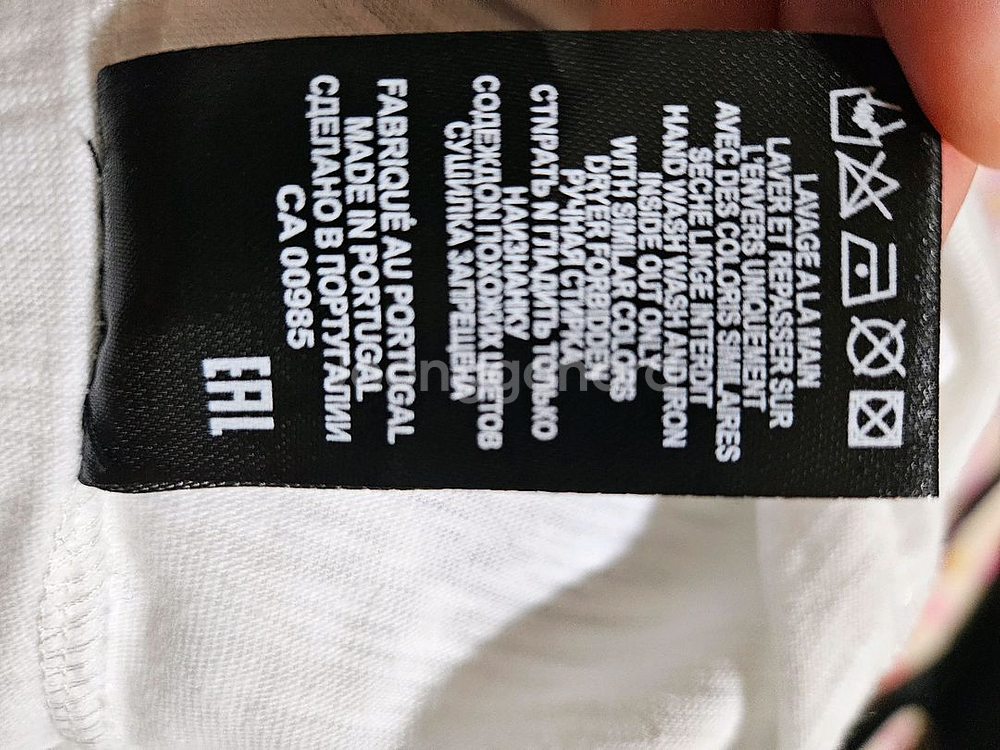 LAVAGE A LA MAIN
LAVER ET REPASSER SUR
L'ENVERS UNIQUEMENT
AVEC DES COLORIS SIMILAIRES
SECHE LINGE INTERDIT
HAND WASH WASH AND IRON
INSIDE OUT ONLY
WITH SIMILAR COLORS
DRYER FORBIDDEN
РУЧНАЯ СТИРКА
СТИРАТЬ И ГЛАДИТЬ ТОЛЬКО
НАИЗНАНКУ
С ОДЕЖДОЙ ПОХОЖИХ ЦВЕТОВ
СУШИЛКА ЗАПРЕЩЕНА
FABRIQUÉ AU PORTUGAL
MADE IN PORTUGAL
СДЕЛАНО В ПОРТУГАЛИИ
CA 00985
EAC